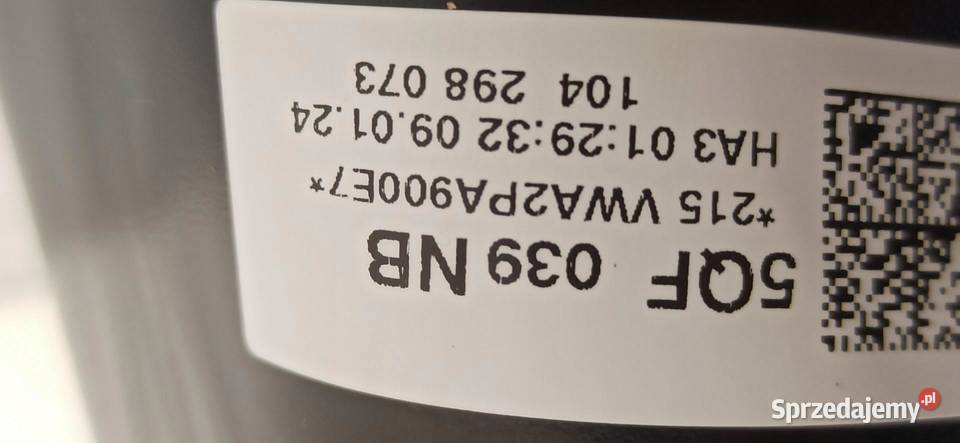 5QF 039 NB
*215 VWA2PA900E7*
HA3 01:29:32 09.01.24
104 298 073
Sprzedajemy.pl